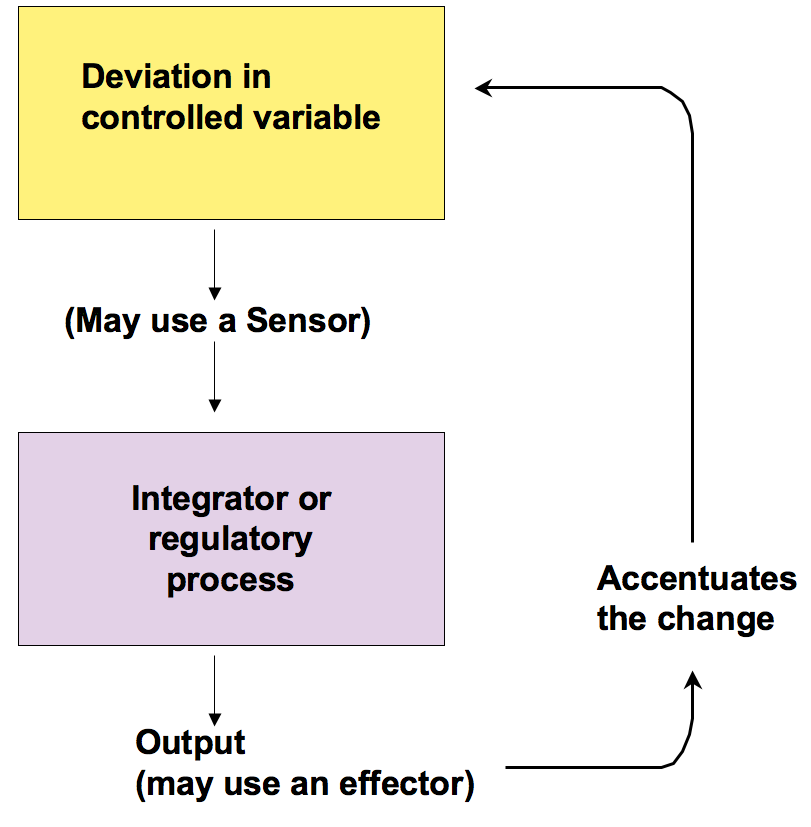 Deviation in
controlled variable
(May use a Sensor)
Integrator or
regulatory
process
Accentuates
the change
Output
(may use an effector)